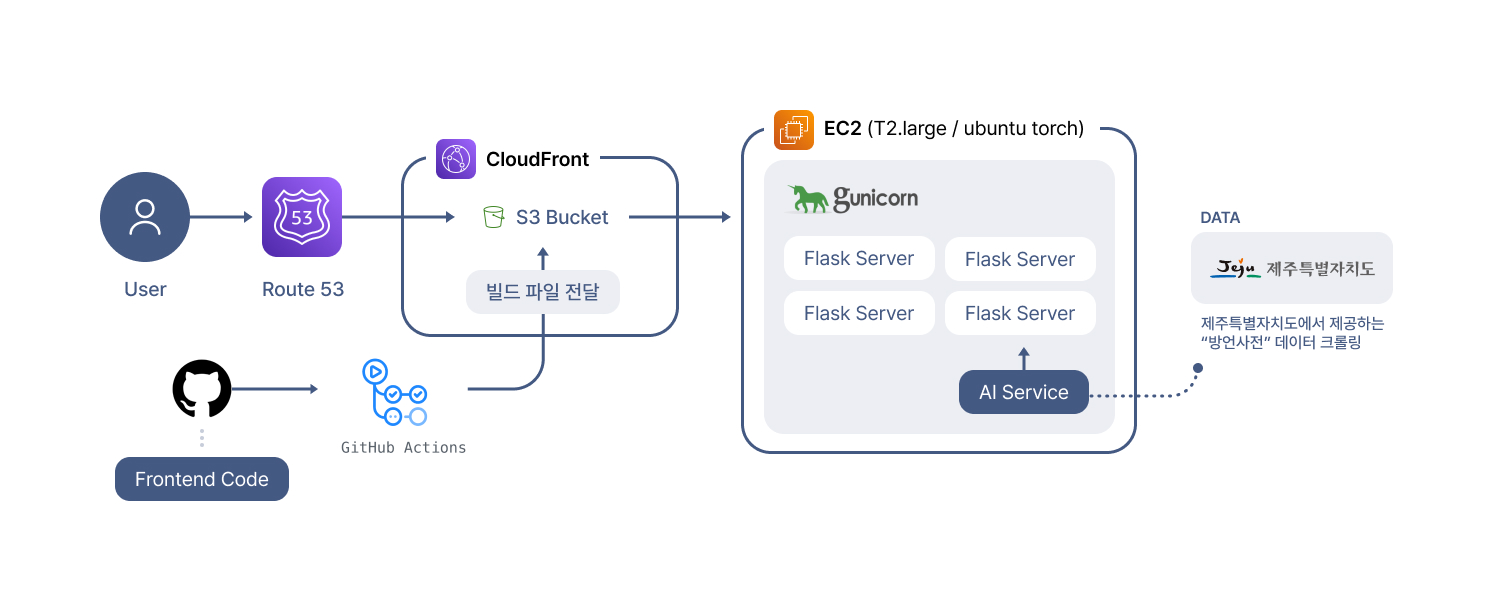 User
53
Route 53
CloudFront
S3 Bucket
빌드 파일 전달
Frontend Code
GitHub Actions
EC2 (T2.large / ubuntu torch)
gunicorn
Flask Server
Flask Server
Flask Server
Flask Server
AI Service
DATA
Jeju 제주특별자치도
제주특별자치도에서 제공하는
“방언사전” 데이터 크롤링